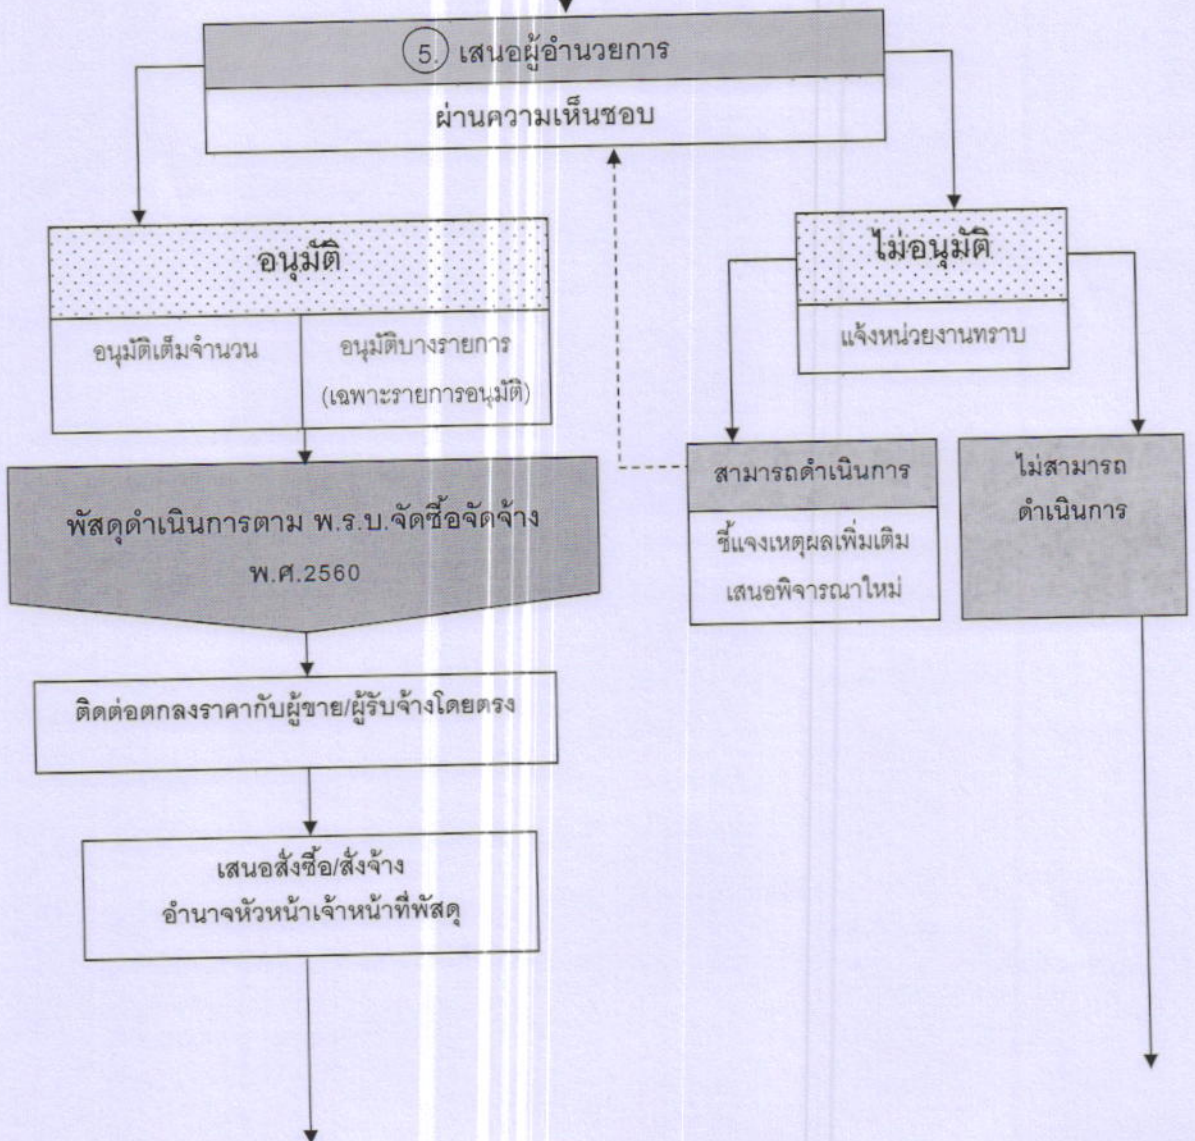 5. เสนอผู้อำนวยการ
ผ่านความเห็นชอบ
อนุมัติ
อนุมัติเต็มจำนวน
อนุมัติบางรายการ
(เฉพาะรายการอนุมัติ)
พัสดุดำเนินการตาม พ.ร.บ.จัดซื้อจัดจ้าง
พ.ศ.2560
ติดต่อตกลงราคากับผู้ขาย/ผู้รับจ้างโดยตรง
เสนอสั่งซื้อ/สั่งจ้าง
อำนาจหัวหน้าเจ้าหน้าที่พัสดุ
ไม่อนุมัติ
แจ้งหน่วยงานทราบ
สามารถดำเนินการ
ชี้แจงเหตุผลเพิ่มเติม
เสนอพิจารณาใหม่
ไม่สามารถ
ดำเนินการ